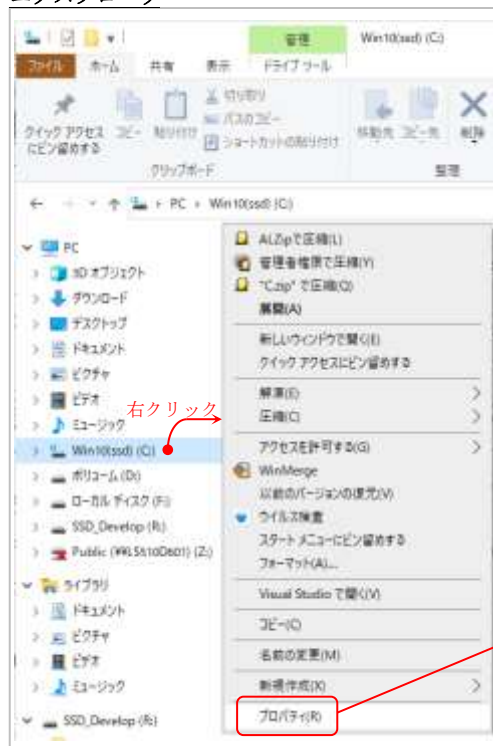 エクスプローラ
管理
Win10(ssd) (C:)
ファイル
ホーム
共有
表示
ドライブ ツール
クイック アクセス
にピン留めする
コピー
貼り付け
切り取り
パスのコピー
ショートカットの貼り付け
移動先
コピー先
削除
クリップボード
整理
PC
Win10(ssd) (C:)
PC
3D オブジェクト
ダウンロード
デスクトップ
ドキュメント
ピクチャ
ビデオ
ミュージック
Win10(ssd) (C:)
ボリューム (D:)
ローカル ディスク (F:)
SSD_Develop (R:)
Public (¥¥LS510D601) (Z:)
ライブラリ
ドキュメント
ピクチャ
ビデオ
ミュージック
SSD_Develop (R:)
右クリック
ALZipで圧縮(L)
管理者権限で圧縮(Y)
"C.zip" で圧縮(Q)
展開(A)
新しいウィンドウで開く(E)
クイック アクセスにピン留めする
解凍(E)
圧縮(C)
アクセスを許可する(G)
WinMerge
以前のバージョンの復元(V)
ウイルス検査
スタート メニューにピン留めする
フォーマット(A)...
Visual Studio で開く(V)
コピー(C)
名前の変更(M)
新規作成(X)
プロパティ(R)